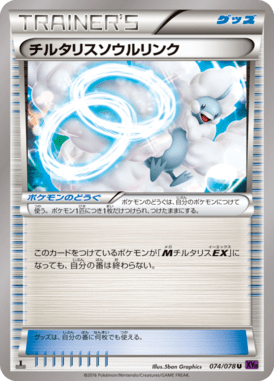 TRAINER'S
グッズ
チルタリスソウルリンク
ポケモンのどうぐ
ポケモンのどうぐは、自分のポケモンにつけて
使う。ポケモン1匹につき1枚だけつけられ、つけたままにする。
このカードをつけているポケモンが「MチルタリスEX」に
なっても、自分の番は終わらない。
グッズは、自分の番に何枚でも使える。
Illus.5ban Graphics
074/078 U
©2016 Pokémon/Nintendo/Creatures/GAME FREAK.